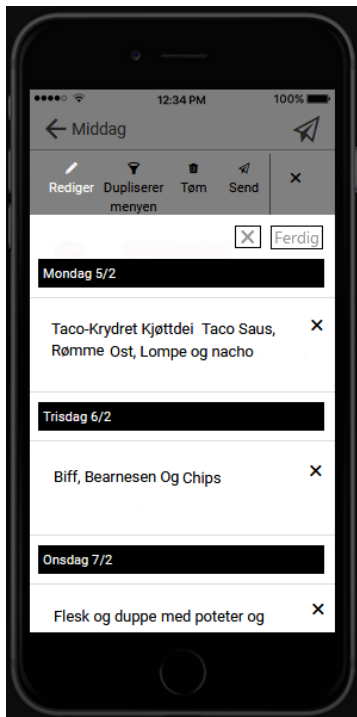 12:34 PM
100%
Middag
Rediger
Dupliserer
menyen
Tøm
Send
Ferdig
Mondag 5/2
Taco-Krydret Kjøttdei Taco Saus,
Rømme Ost, Lompe og nacho
Trisdag 6/2
Biff, Bearnesen Og Chips
Onsdag 7/2
Flesk og duppe med poteter og